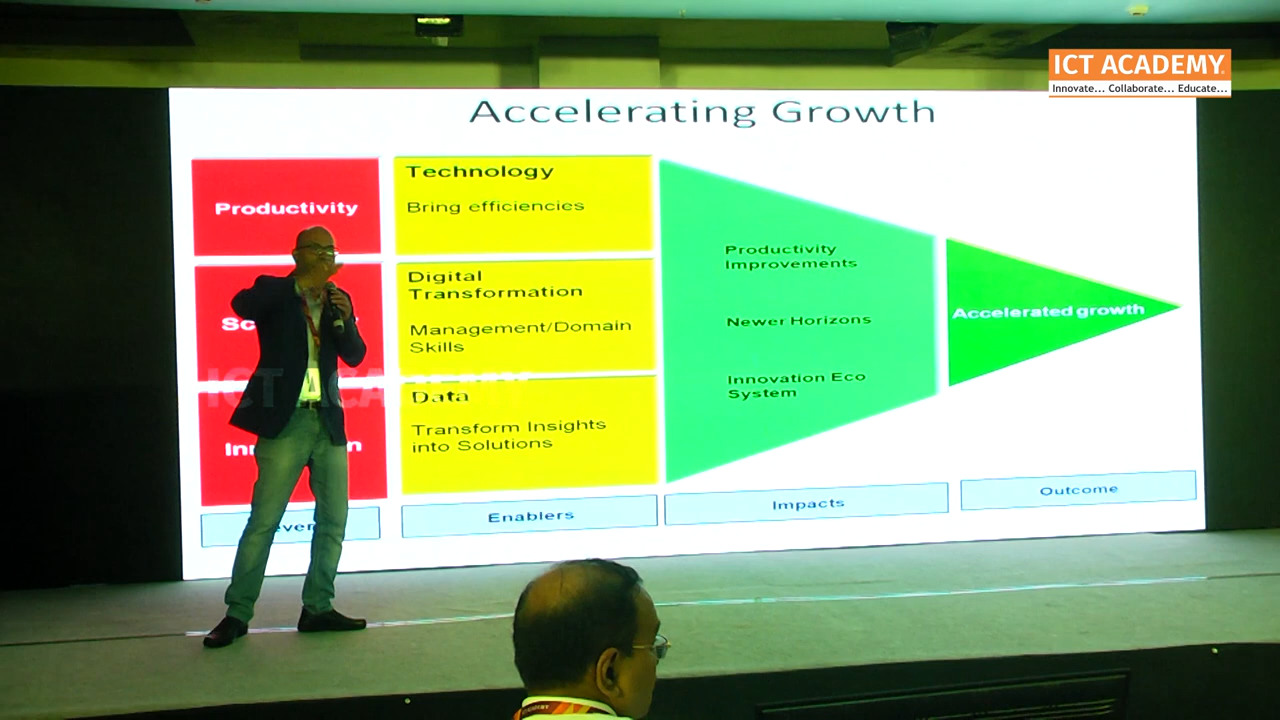 ICT ACADEMY
Innovate... Collaborate... Educate...
Accelerating Growth
Productivity
Technology
Bring efficiencies
Digital
Transformation
Management/Domain
Skills
Data
Transform Insights
into Solutions
Productivity
Improvements
Newer Horizons
Innovation Eco
System
Accelerated growth
Enablers
Impacts
Outcome